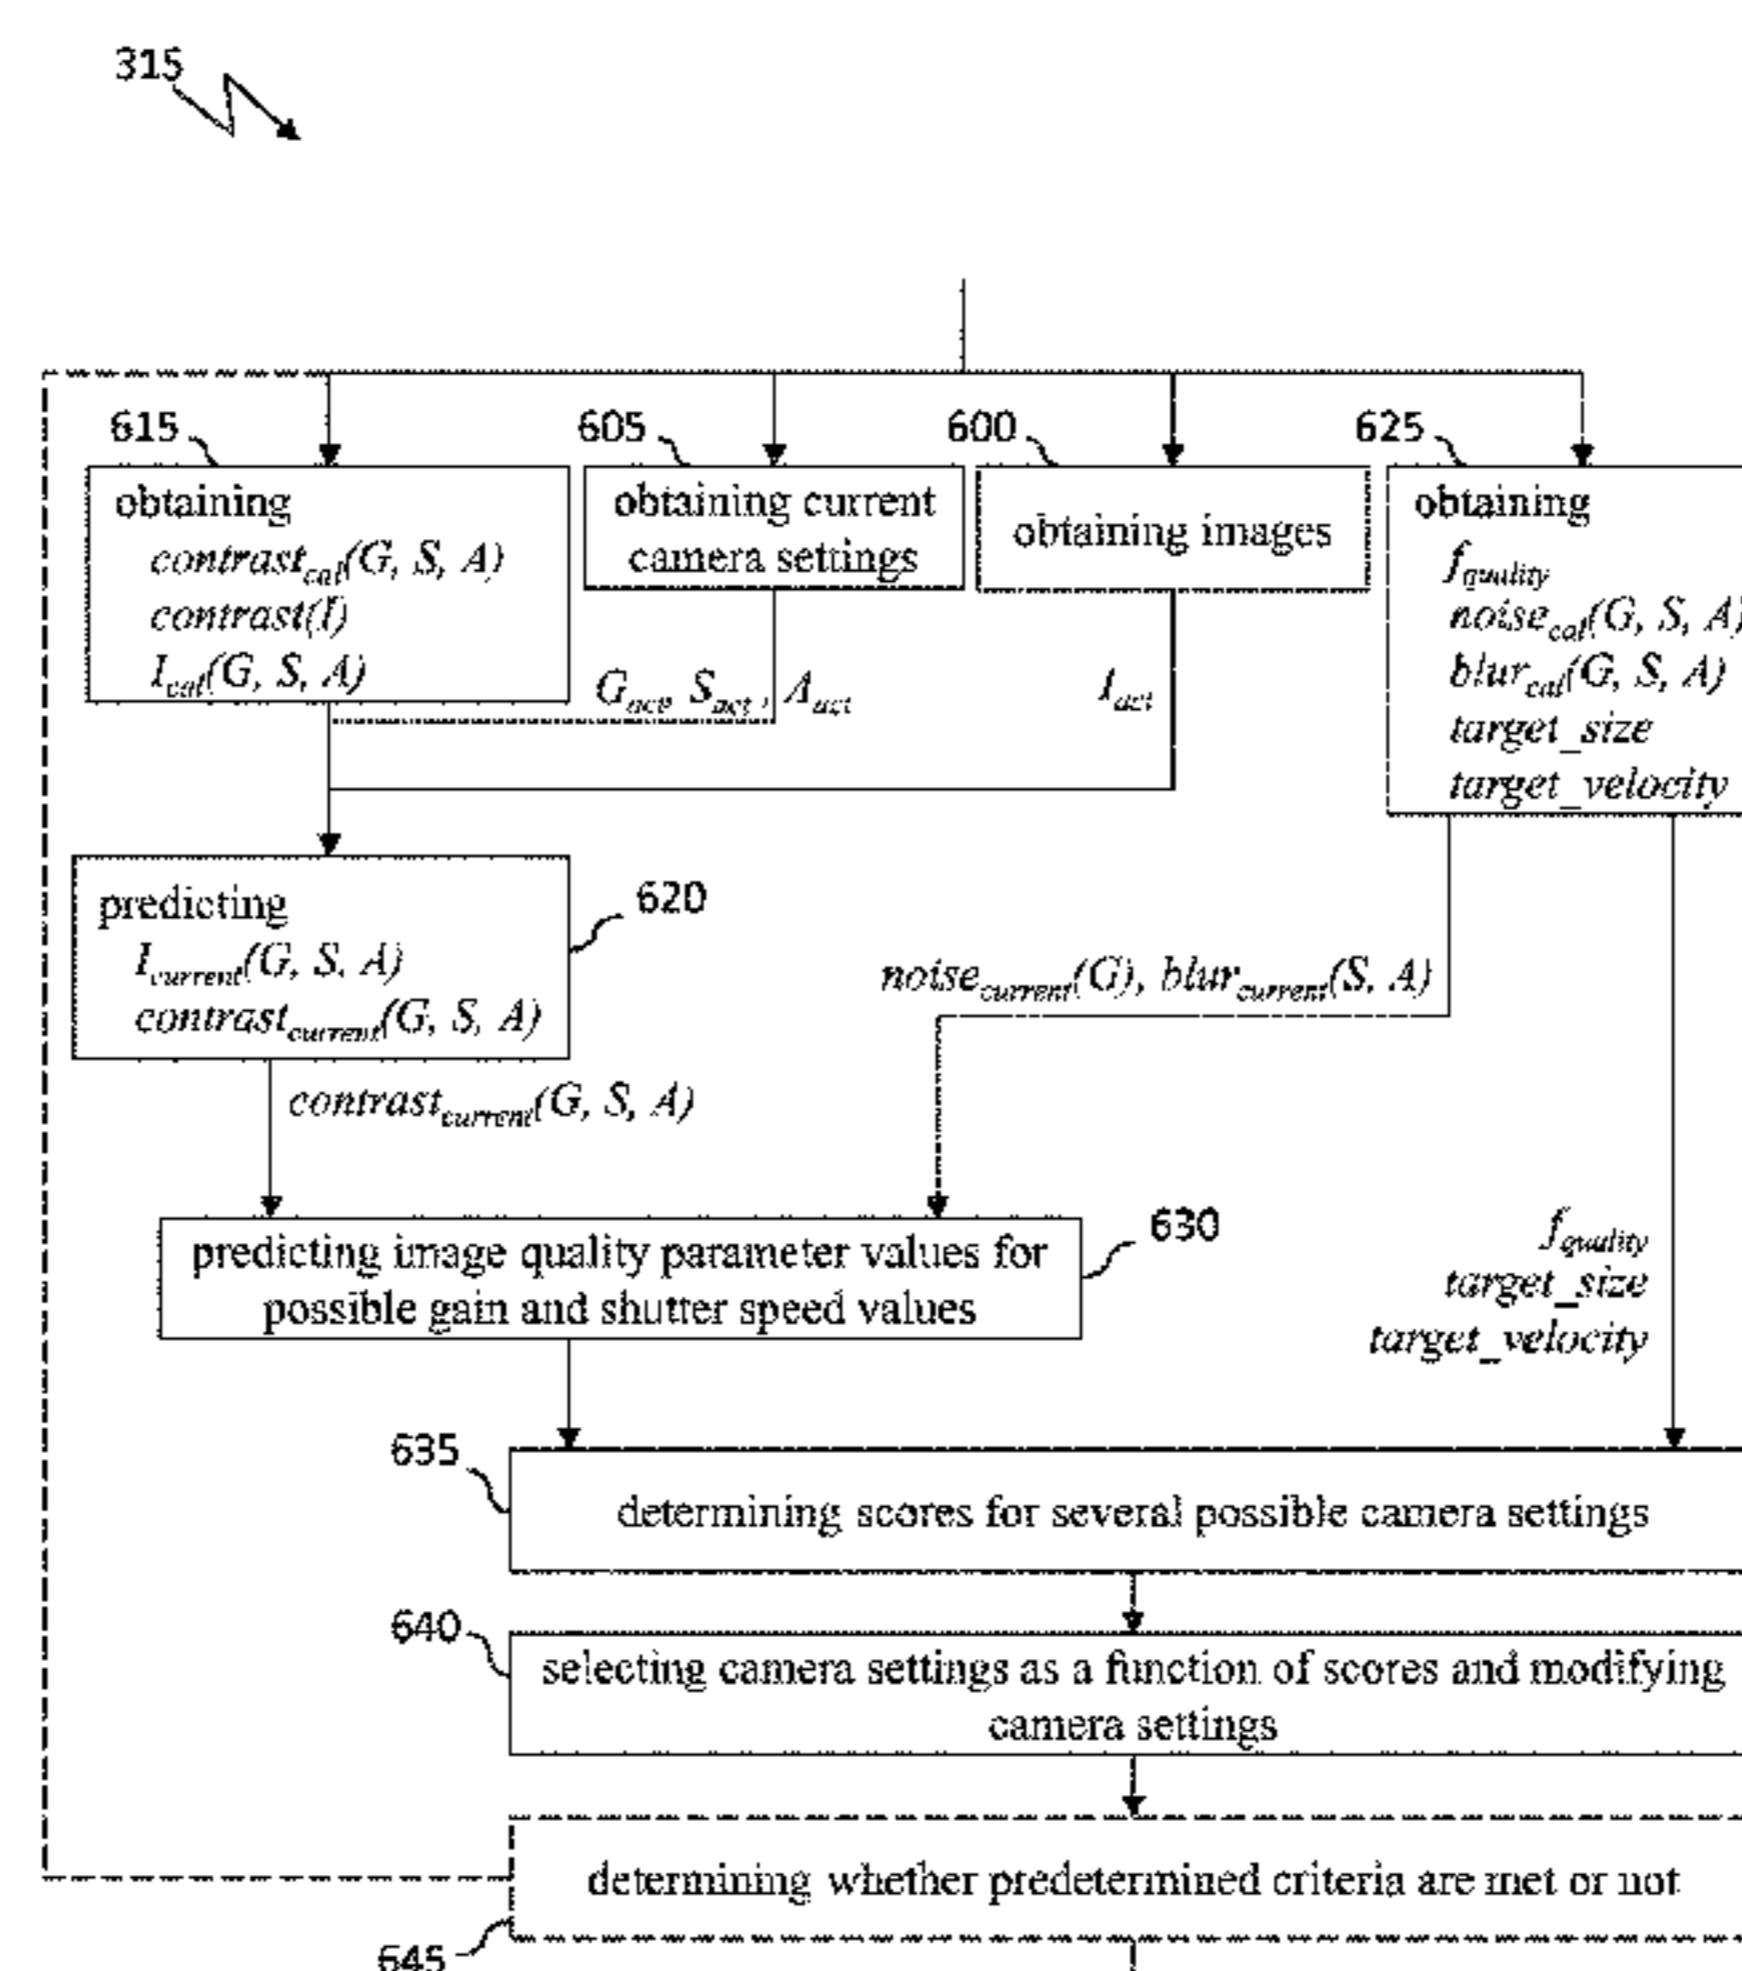 315
615
605
600
625
obtaining
contrast_cal(G, S, A)
contrast(I)
I_cal(G, S, A)
obtaining current
camera settings
obtaining images
obtaining
f_quality
noise_cal(G, S, A)
blur_cal(G, S, A)
target_size
target_velocity
G_act, S_act, A_act
I_act
predicting
I_current(G, S, A)
contrast_current(G, S, A)
620
noise_current(G), blur_current(S, A)
contrast_current(G, S, A)
predicting image quality parameter values for
possible gain and shutter speed values
630
f_quality
target_size
target_velocity
635
determining scores for several possible camera settings
640
selecting camera settings as a function of scores and modifying
camera settings
determining whether predetermined criteria are met or not
645